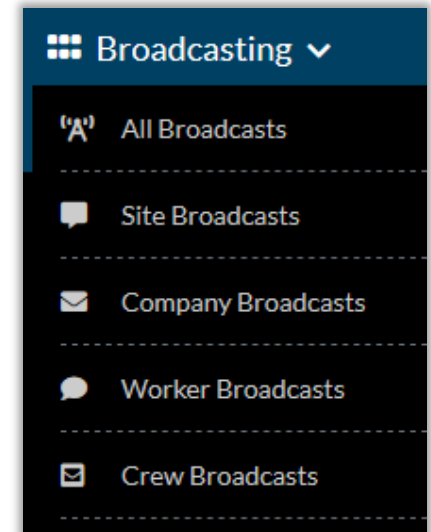 Broadcasting
All Broadcasts
Site Broadcasts
Company Broadcasts
Worker Broadcasts
Crew Broadcasts